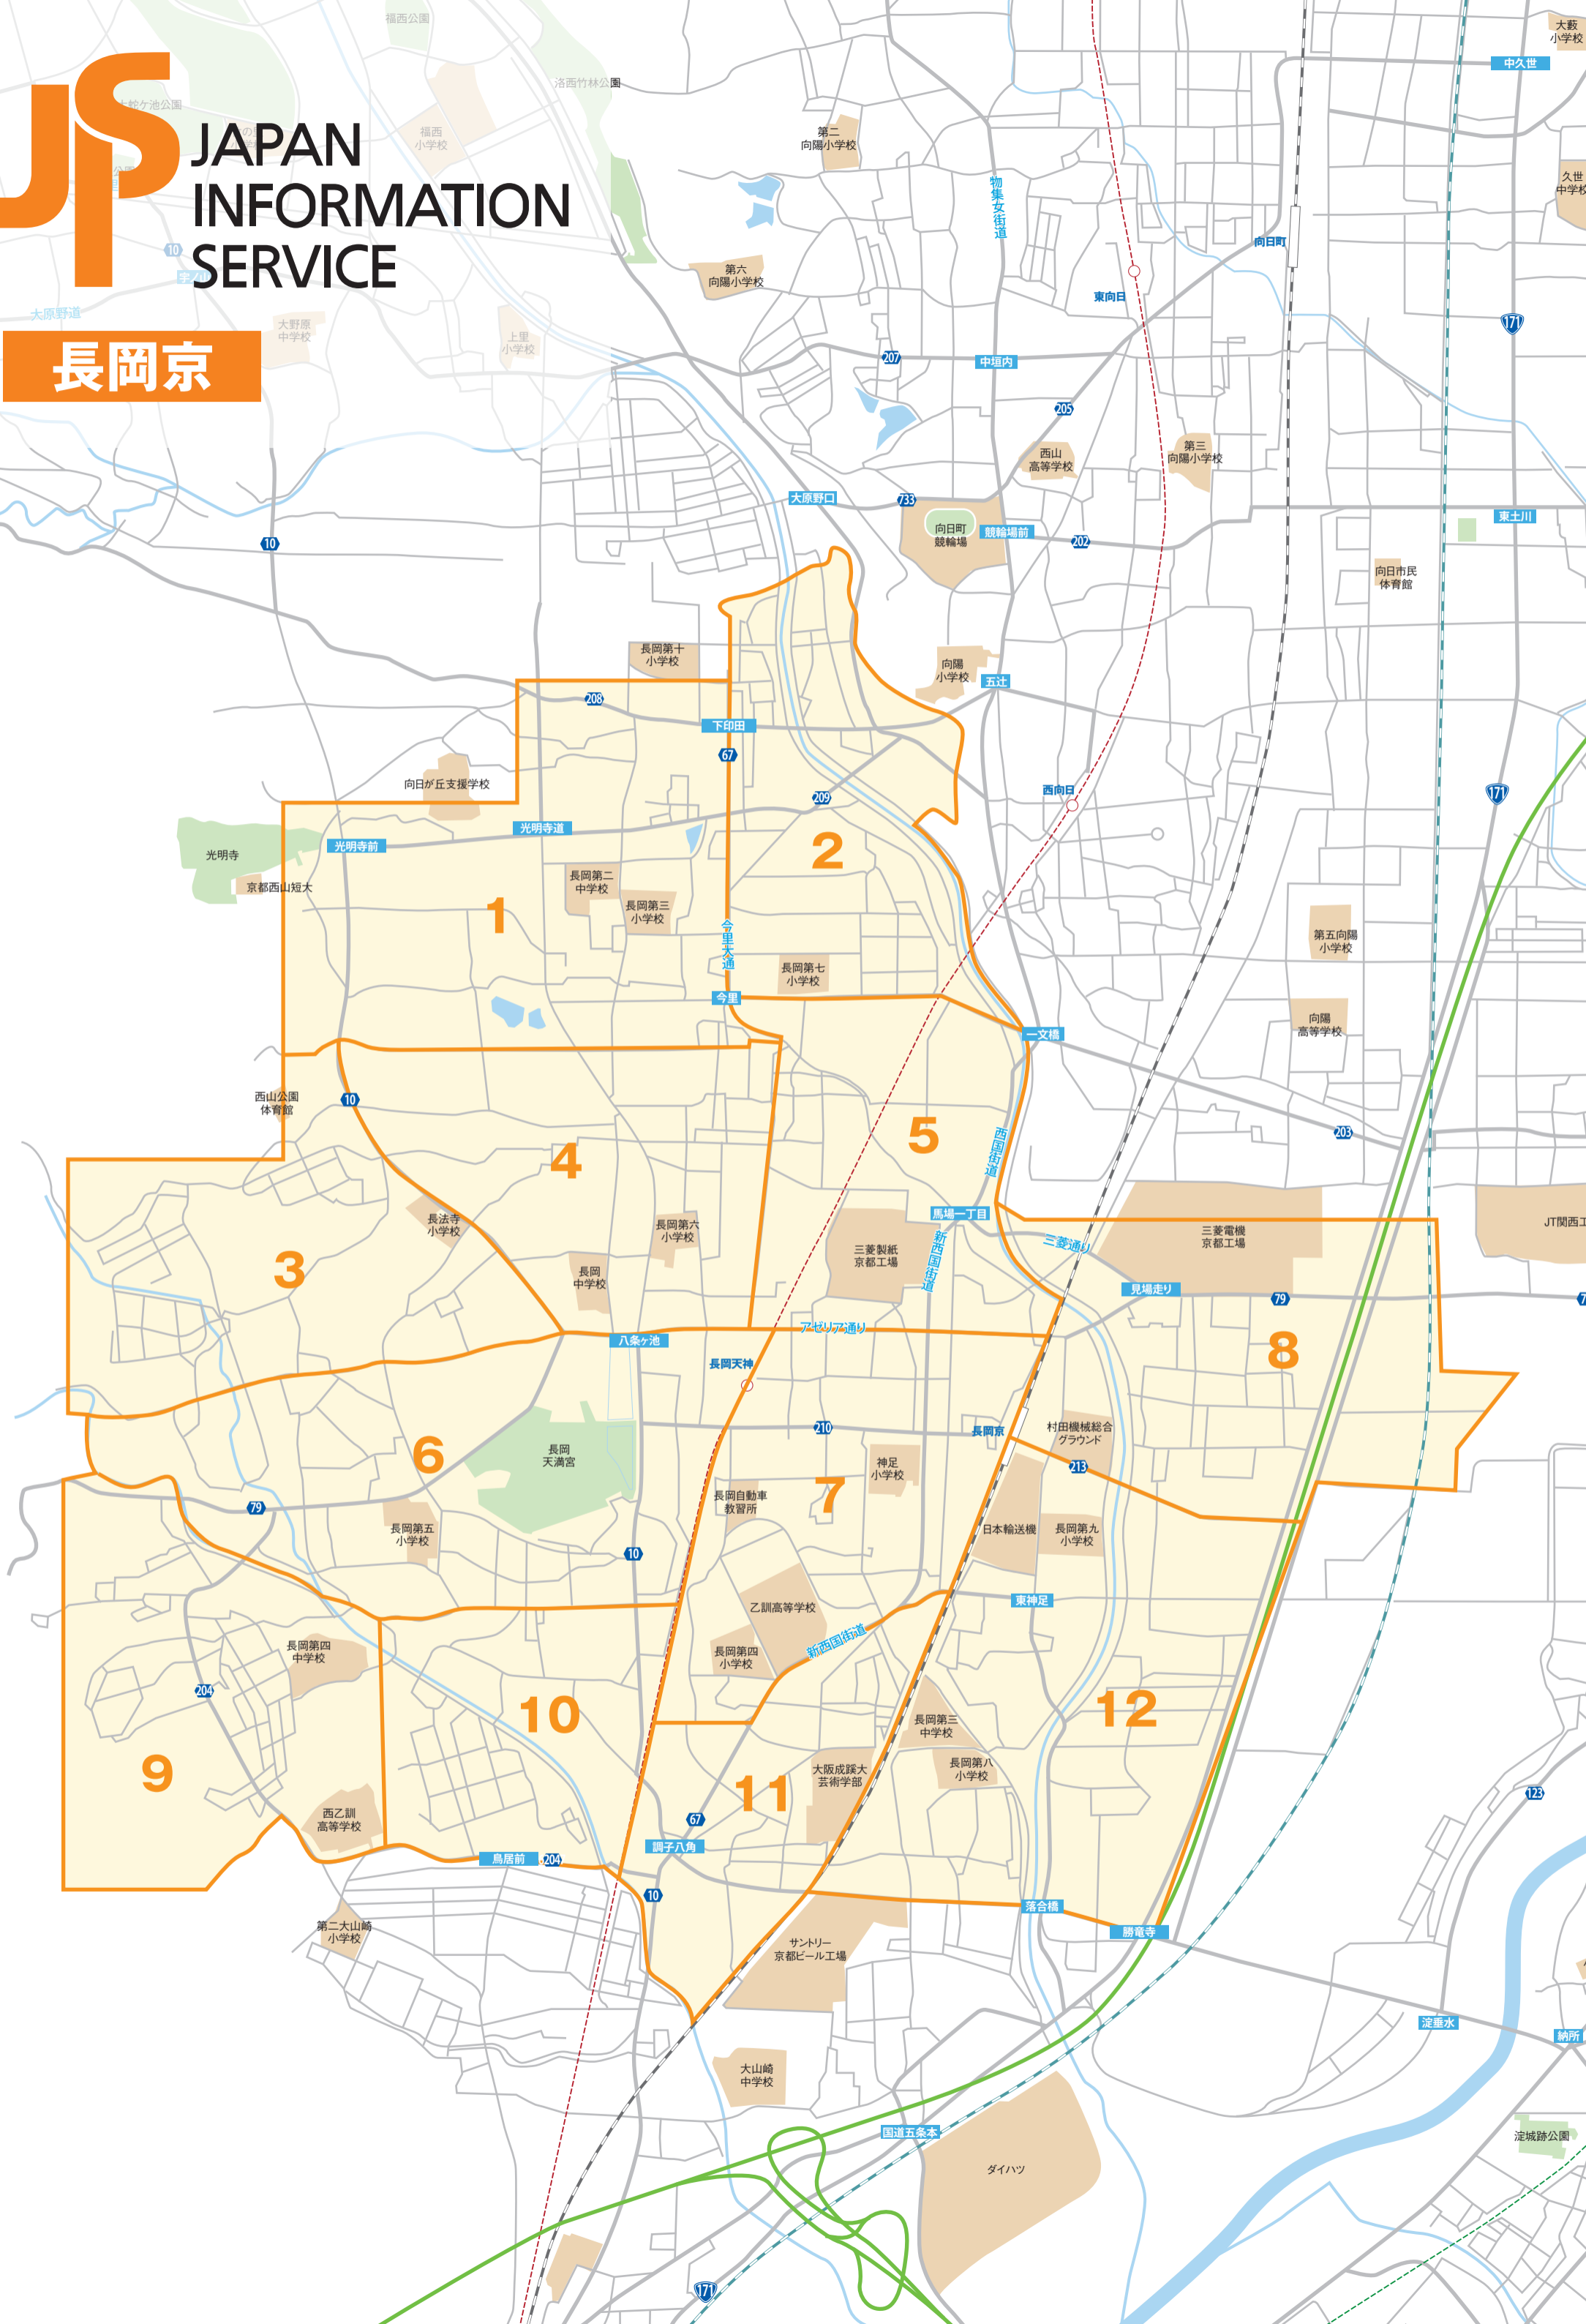 福西公園
洛西竹林公園
大蛇ケ池公園
福西
小学校
JIS
JAPAN
INFORMATION
SERVICE
長岡京
10
大原野道
大野原
中学校
上里
小学校
大藪
小学校
中久世
久世
中学校
第二
向陽小学校
物集女街道
第六
向陽小学校
向日町
東向日
171
207
中垣内
205
西山
高等学校
第三
向陽小学校
大原野口
733
向日町
競輪場
競輪場前
202
東土川
10
向日市民
体育館
長岡第十
小学校
向陽
小学校
五辻
208
下印田
67
向日が丘支援学校
209
西向日
171
光明寺道
光明寺前
光明寺
京都西山短大
2
長岡第二
中学校
長岡第三
小学校
1
今里大通
第五向陽
小学校
長岡第七
小学校
今里
向陽
高等学校
一文橋
西山公園
体育館
10
203
5
西国街道
4
長法寺
小学校
長岡第六
小学校
馬場一丁目
三菱製紙
京都工場
新西国街道
三菱通り
三菱電機
京都工場
JT関西工
3
長岡
中学校
見場走り
79
7
八条ヶ池
アゼリア通り
8
長岡天神
210
長岡京
村田機械総合
グラウンド
6
長岡
天満宮
神足
小学校
213
79
長岡自動車
教習所
7
長岡第五
小学校
日本輸送機
長岡第九
小学校
10
東神足
乙訓高等学校
長岡第四
中学校
長岡第四
小学校
新西国街道
204
10
12
長岡第三
中学校
9
大阪成蹊大
芸術学部
長岡第八
小学校
11
西乙訓
高等学校
67
123
調子八角
鳥居前
204
10
落合橋
勝竜寺
第二大山崎
小学校
サントリー
京都ビール工場
淀垂水
納所
大山崎
中学校
国道五条本
淀城跡公園
ダイハツ
171